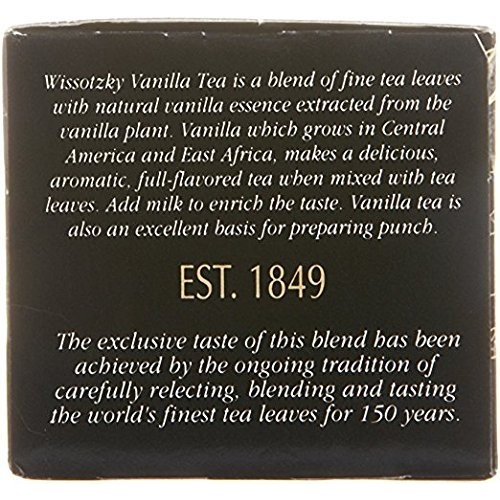 Wissotzky Vanilla Tea is a blend of fine tea leaves
with natural vanilla essence extracted from the
vanilla plant. Vanilla which grows in Central
America and East Africa, makes a delicious,
aromatic, full-flavored tea when mixed with tea
leaves. Add milk to enrich the taste. Vanilla tea is
also an excellent basis for preparing punch.
EST. 1849
The exclusive taste of this blend has been
achieved by the ongoing tradition of
carefully relecting, blending and tasting
the world's finest tea leaves for 150 years.